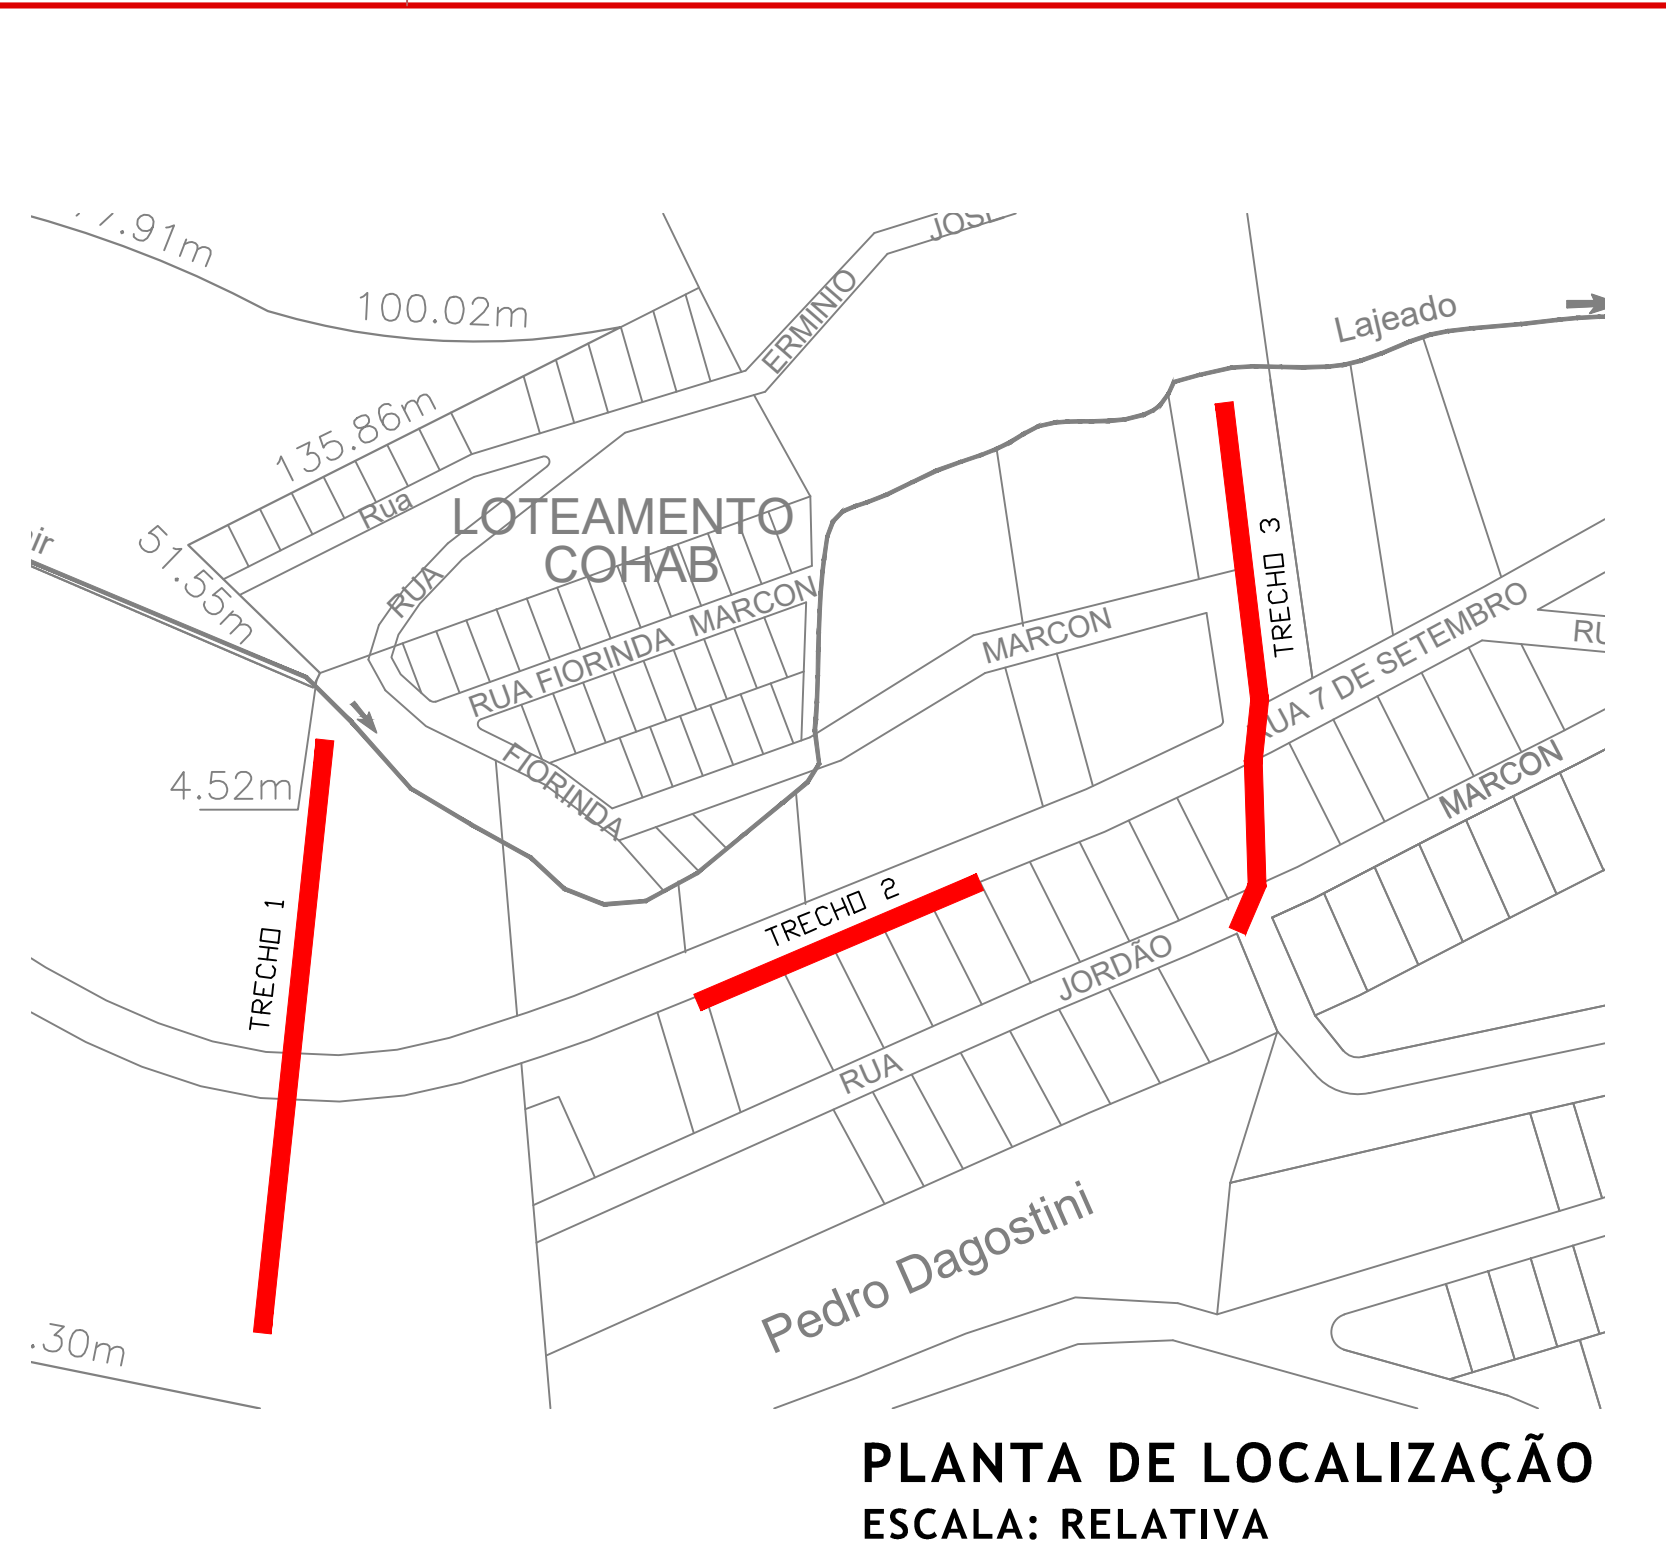 JOSÉ
77.91m
100.02m
ERMINIO
Lajeado
135.86m
Rua
LOTEAMENTO
COHAB
51.55m
RUA
RUA FIORINDA MARCON
MARCON
TRECHO 3
RUA 7 DE SETEMBRO
FIORINDA
4.52m
MARCON
TRECHO 2
TRECHO 1
JORDÃO
RUA
Pedro Dagostini
.30m
PLANTA DE LOCALIZAÇÃO
ESCALA: RELATIVA